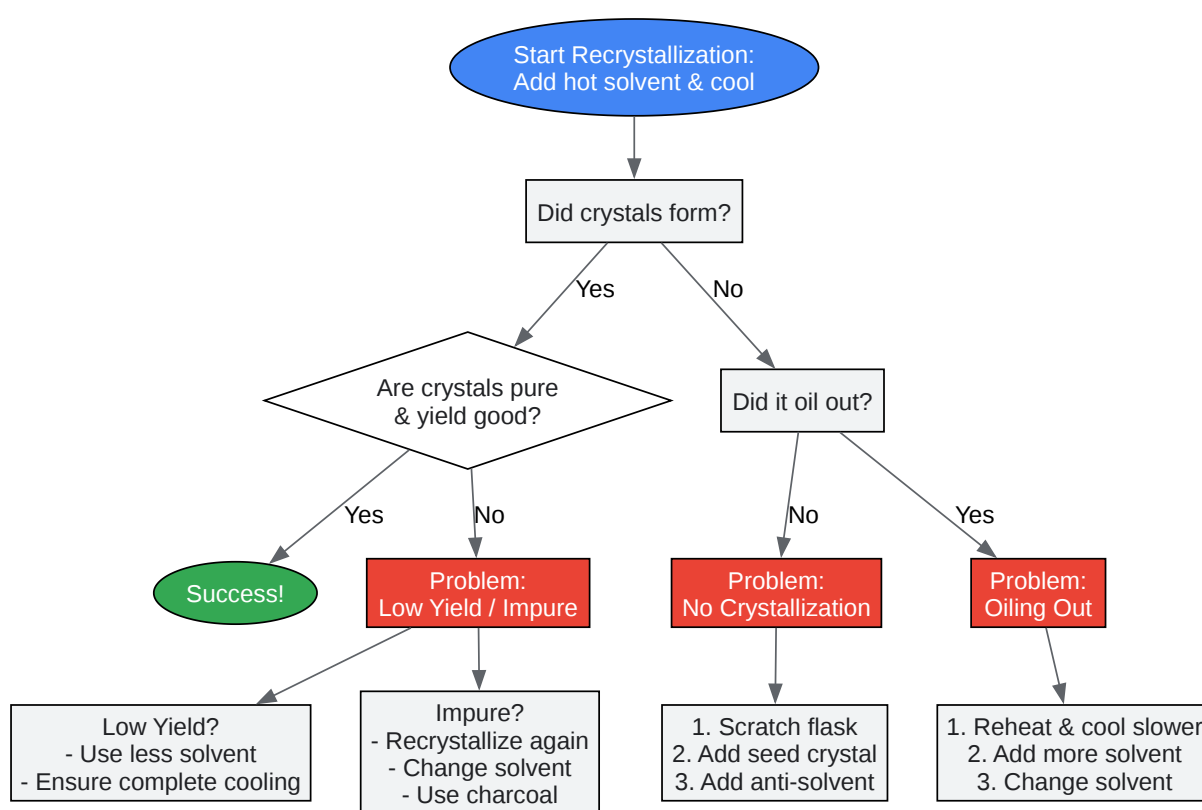 Start Recrystallization:
Add hot solvent & cool
Did crystals form?
Yes
No
Are crystals pure
& yield good?
Did it oil out?
Yes
No
No
Yes
Success!
Problem:
Low Yield / Impure
Problem:
No Crystallization
Problem:
Oiling Out
Low Yield?
- Use less solvent
- Ensure complete cooling
Impure?
- Recrystallize again
- Change solvent
- Use charcoal
1. Scratch flask
2. Add seed crystal
3. Add anti-solvent
1. Reheat & cool slower
2. Add more solvent
3. Change solvent